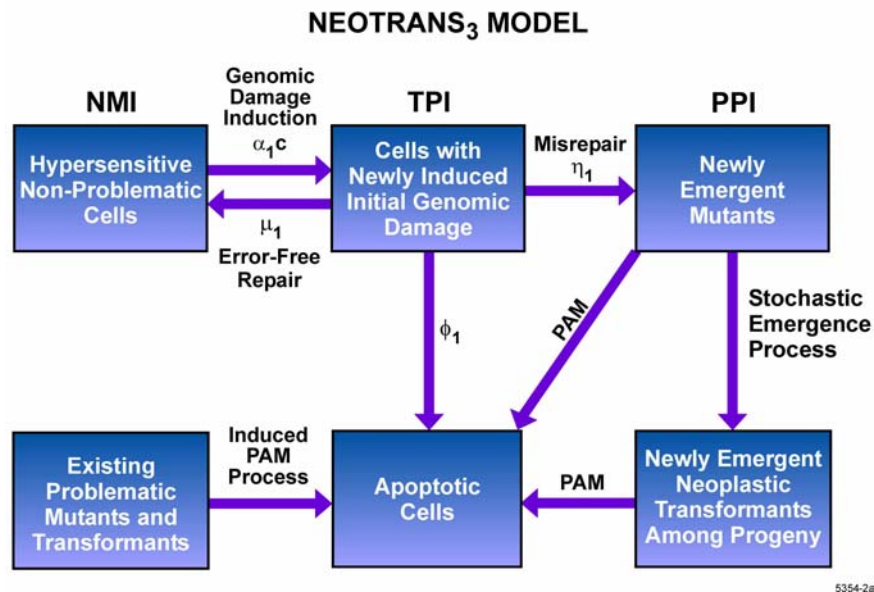 NEOTRANS₃ MODEL
NMI
Genomic
Damage
Induction
α₁c
TPI
PPI
Hypersensitive
Non-Problematic
Cells
μ₁
Error-Free
Repair
Cells with
Newly Induced
Initial Genomic
Damage
Misrepair
η₁
Newly
Emergent
Mutants
ϕ₁
PAM
Stochastic
Emergence
Process
Existing
Problematic
Mutants and
Transformants
Induced
PAM
Process
Apoptotic
Cells
PAM
Newly Emergent
Neoplastic
Transformants
Among Progeny
5354-2a